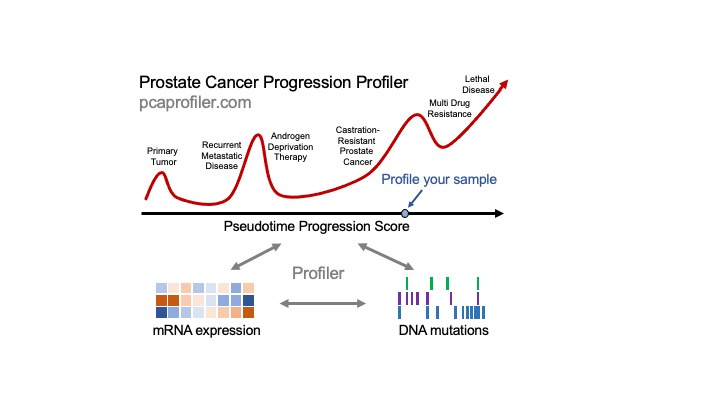 Prostate Cancer Progression Profiler
pcaprofiler.com
Lethal
Disease
Multi Drug
Resistance
Castration-
Resistant
Prostate
Cancer
Androgen
Deprivation
Therapy
Recurrent
Metastatic
Disease
Primary
Tumor
Profile your sample
Pseudotime Progression Score
Profiler
mRNA expression
DNA mutations